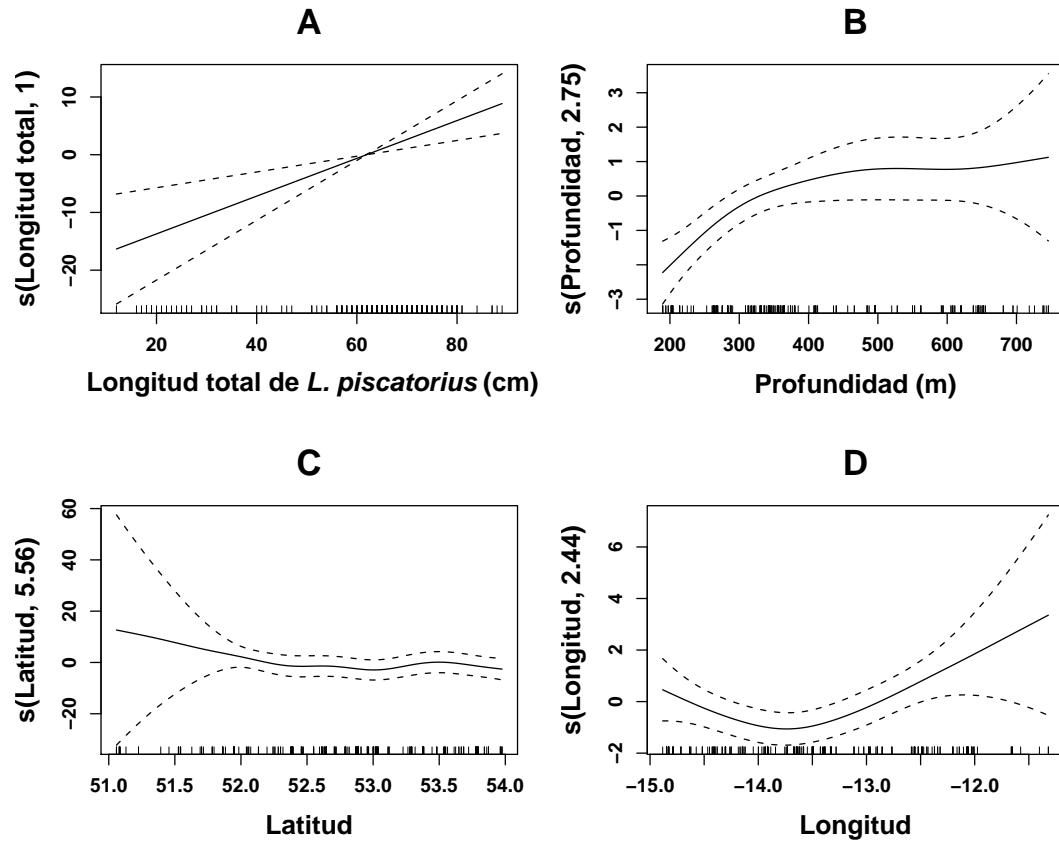 A
s(Longitud total, 1)
10
0
−10
−20
20 40 60 80
Longitud total de L. piscatorius (cm)
B
s(Profundidad, 2.75)
3
2
1
0
−1
−3
200 300 400 500 600 700
Profundidad (m)
C
s(Latitud, 5.56)
60
40
20
0
−20
51.0 51.5 52.0 52.5 53.0 53.5 54.0
Latitud
D
s(Longitud, 2.44)
6
4
2
0
−2
−15.0 −14.0 −13.0 −12.0
Longitud